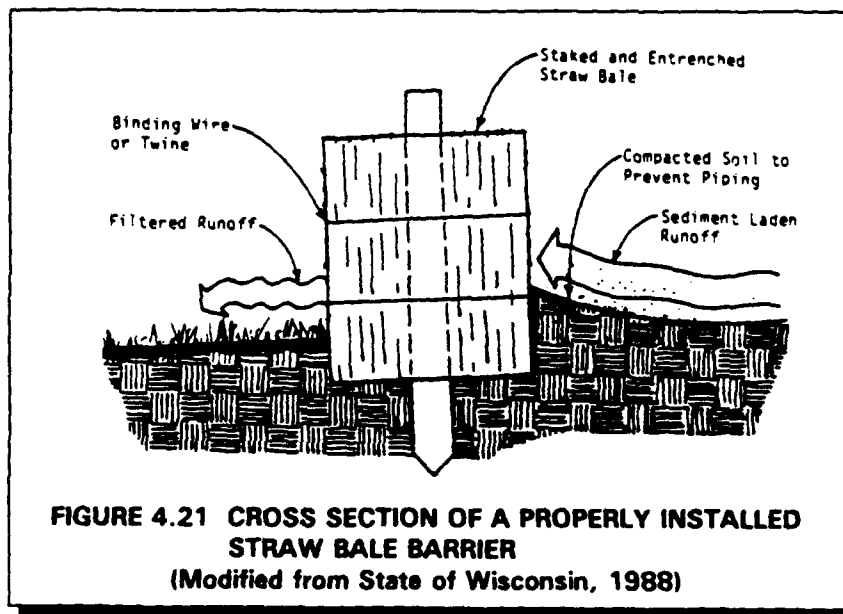 Staked and Entrenched
Straw Bale
Binding Wire
or Twine
Compacted Soil to
Prevent Piping
Filtered Runoff
Sediment Laden
Runoff
FIGURE 4.21 CROSS SECTION OF A PROPERLY INSTALLED
STRAW BALE BARRIER
(Modified from State of Wisconsin, 1988)